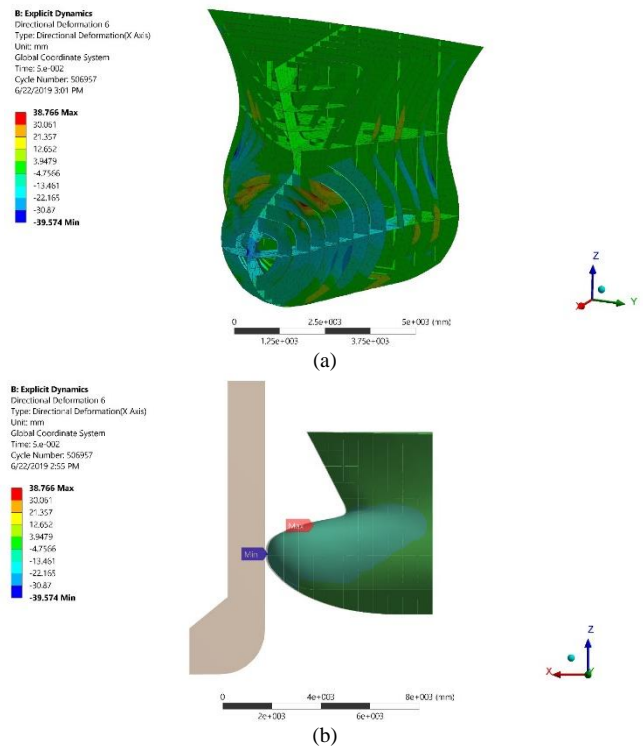 B: Explicit Dynamics
Directional Deformation 6
Type: Directional Deformation(X Axis)
Unit: mm
Global Coordinate System
Time: 5.e-002
Cycle Number: 506957
6/22/2019 3:01 PM
38.766 Max
30.061
21.357
12.652
3.9479
-4.7566
-13.461
-22.165
-30.87
-39.574 Min
Z
X
Y
0 2.5e+003 5e+003 (mm)
1.25e+003 3.75e+003
(a)
B: Explicit Dynamics
Directional Deformation 6
Type: Directional Deformation(X Axis)
Unit: mm
Global Coordinate System
Time: 5.e-002
Cycle Number: 506957
6/22/2019 2:55 PM
38.766 Max
30.061
21.357
12.652
3.9479
-4.7566
-13.461
-22.165
-30.87
-39.574 Min
Max
Min
Z
X
Y
0 4e+003 8e+003 (mm)
2e+003 6e+003
(b)